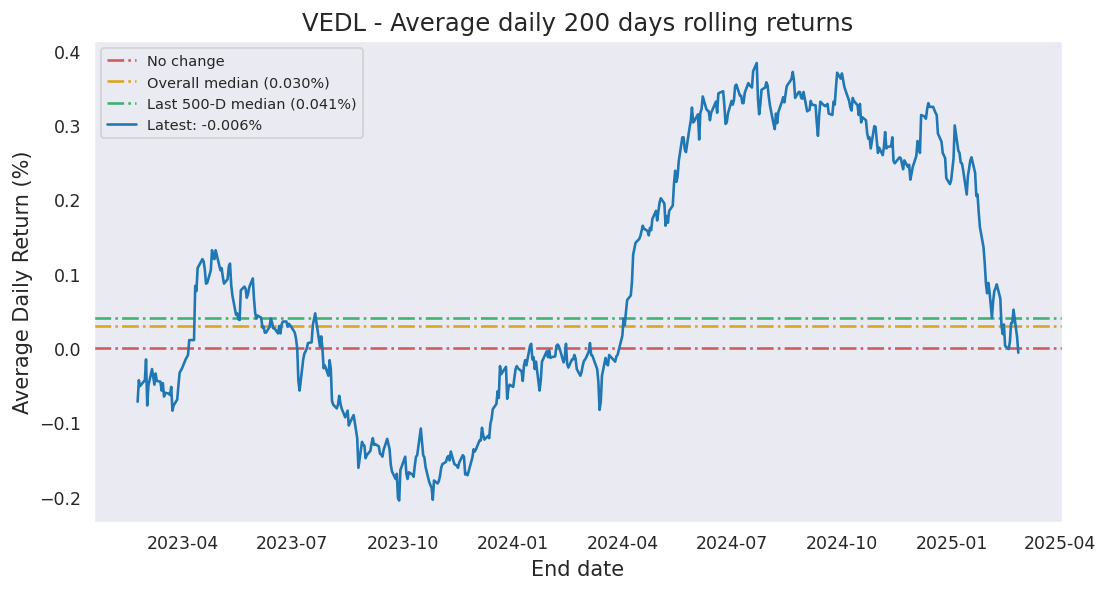 VEDL - Average daily 200 days rolling returns
No change
Overall median (0.030%)
Last 500-D median (0.041%)
Latest: -0.006%
Average Daily Return (%)
0.4
0.3
0.2
0.1
0.0
−0.1
−0.2
2023-04 2023-07 2023-10 2024-01 2024-04 2024-07 2024-10 2025-01 2025-04
End date